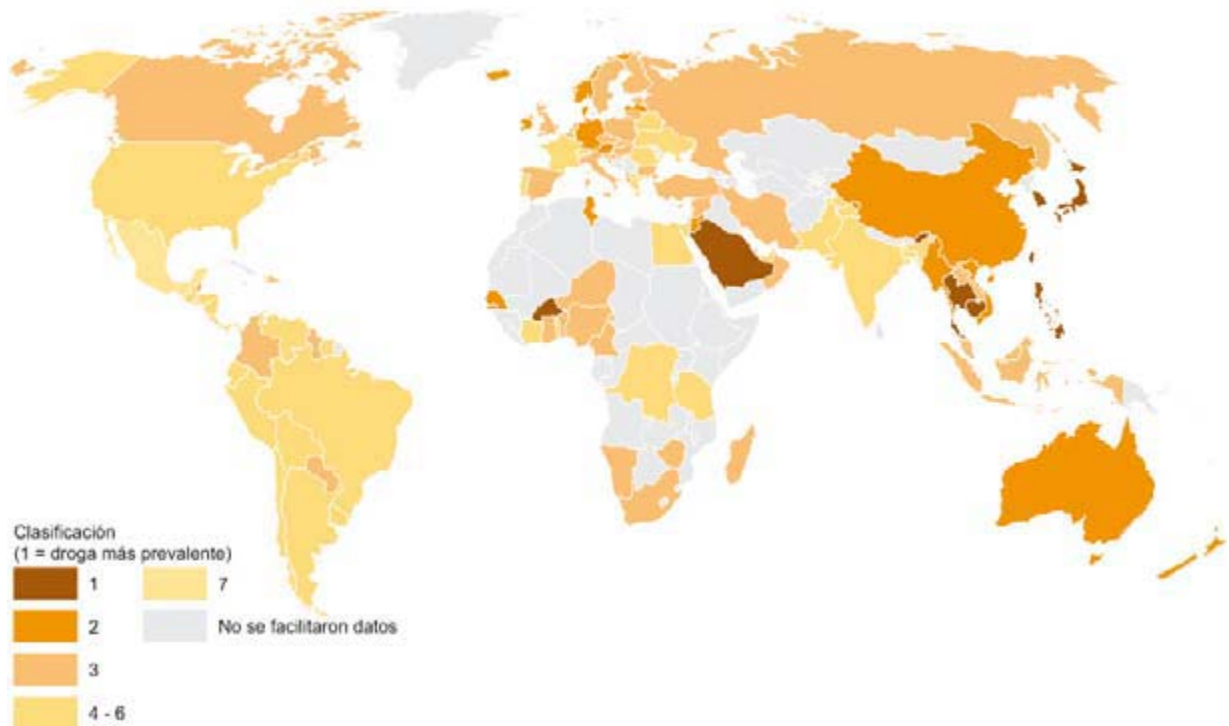 Clasificación
(1 = droga más prevalente)
1
7
2
No se facilitaron datos
3
4 - 6